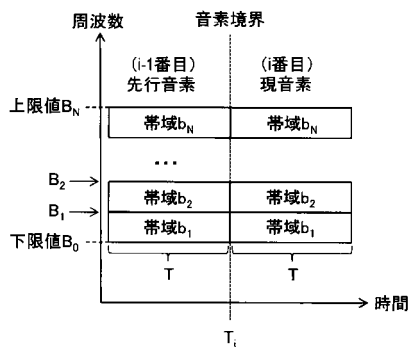 周波数
音素境界
(i-1番目)
先行音素
(i番目)
現音素
上限値B_N
帯域b_N
帯域b_N
...
B_2
帯域b_2
帯域b_2
B_1
帯域b_1
帯域b_1
下限値B_0
T
T
時間
T_i